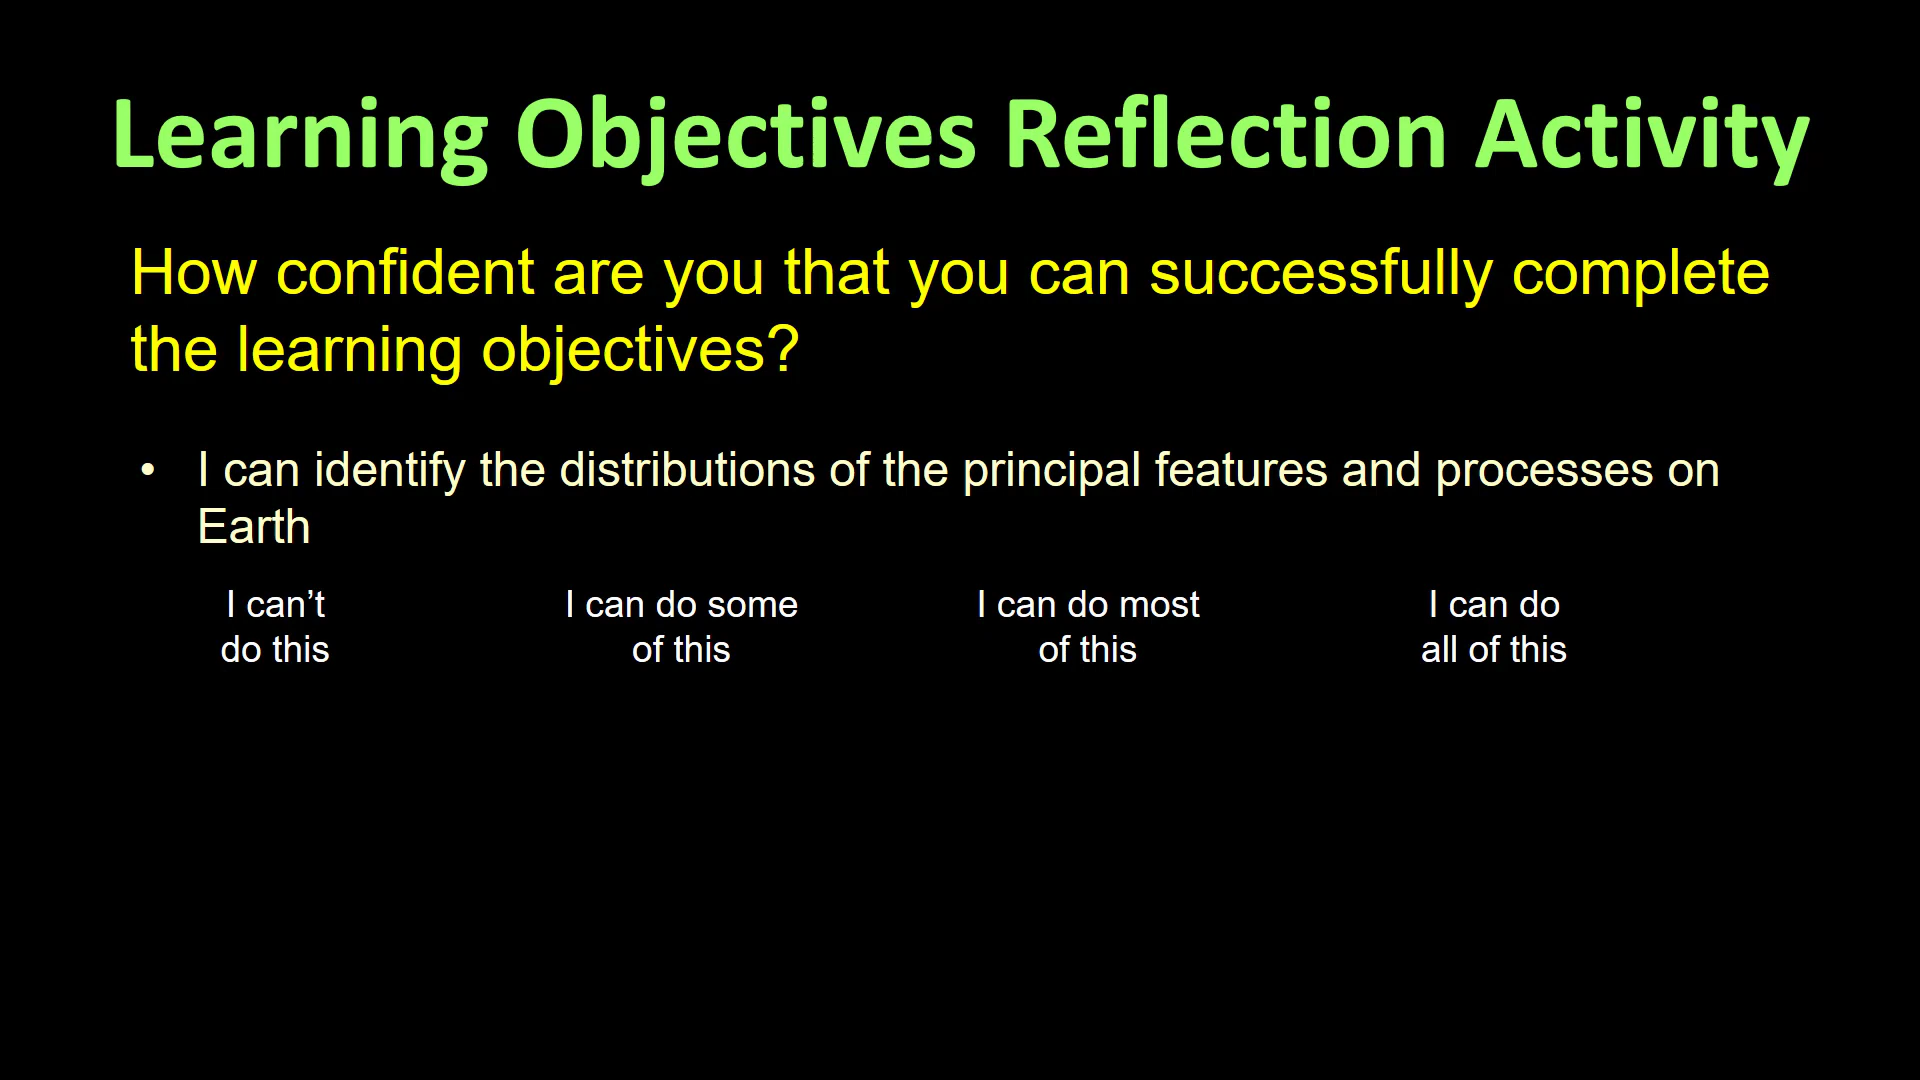 Learning Objectives Reflection Activity
How confident are you that you can successfully complete
the learning objectives?
• I can identify the distributions of the principal features and processes on
Earth
I can’t
do this
I can do some
of this
I can do most
of this
I can do
all of this